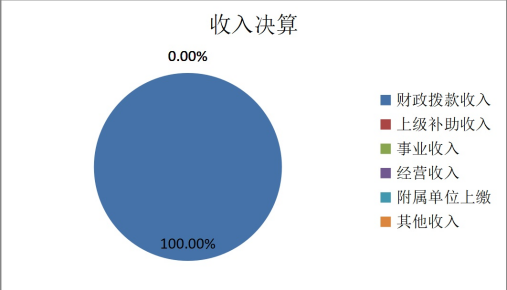 收入决算
0.00%
100.00%
财政拨款收入
上级补助收入
事业收入
经营收入
附属单位上缴
其他收入